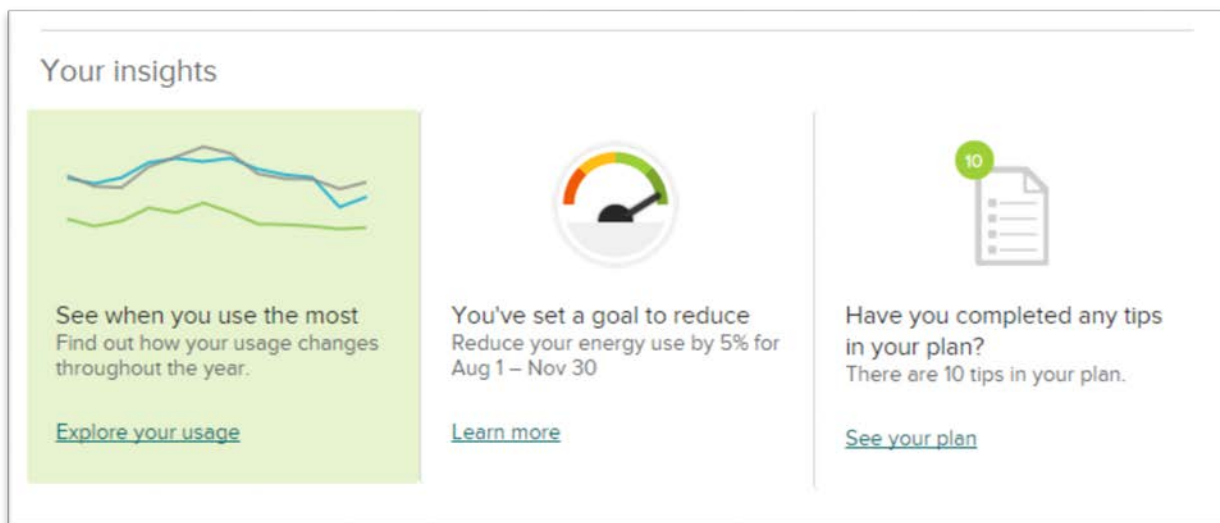 Your insights
See when you use the most
Find out how your usage changes
throughout the year.
Explore your usage
You've set a goal to reduce
Reduce your energy use by 5% for
Aug 1 – Nov 30
Learn more
10
Have you completed any tips
in your plan?
There are 10 tips in your plan.
See your plan